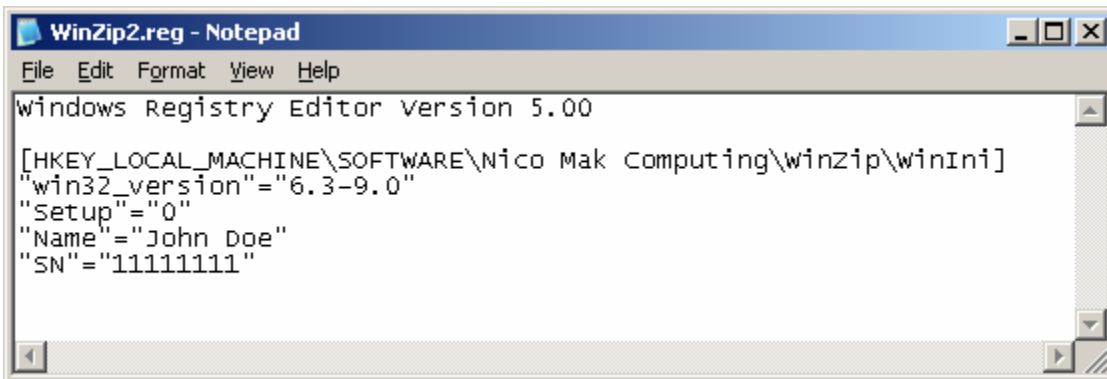 WinZip2.reg - Notepad
File Edit Format View Help
Windows Registry Editor Version 5.00
[HKEY_LOCAL_MACHINE\SOFTWARE\Nico Mak Computing\WinZip\WinIni]
"win32_version"="6.3-9.0"
"Setup"="0"
"Name"="John Doe"
"SN"="11111111"